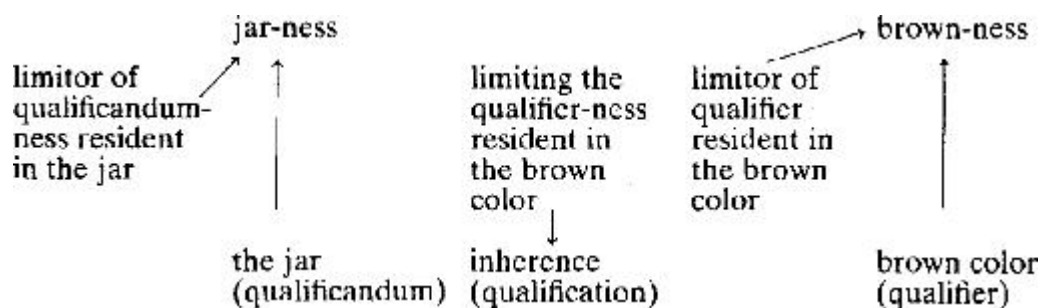 jar-ness
limitor of
qualificandum-
ness resident
in the jar
the jar
(qualificandum)
limiting the
qualifier-ness
resident in
the brown
color
inherence
(qualification)
brown-ness
limitor of
qualifier
resident in
the brown
color
brown color
(qualifier)